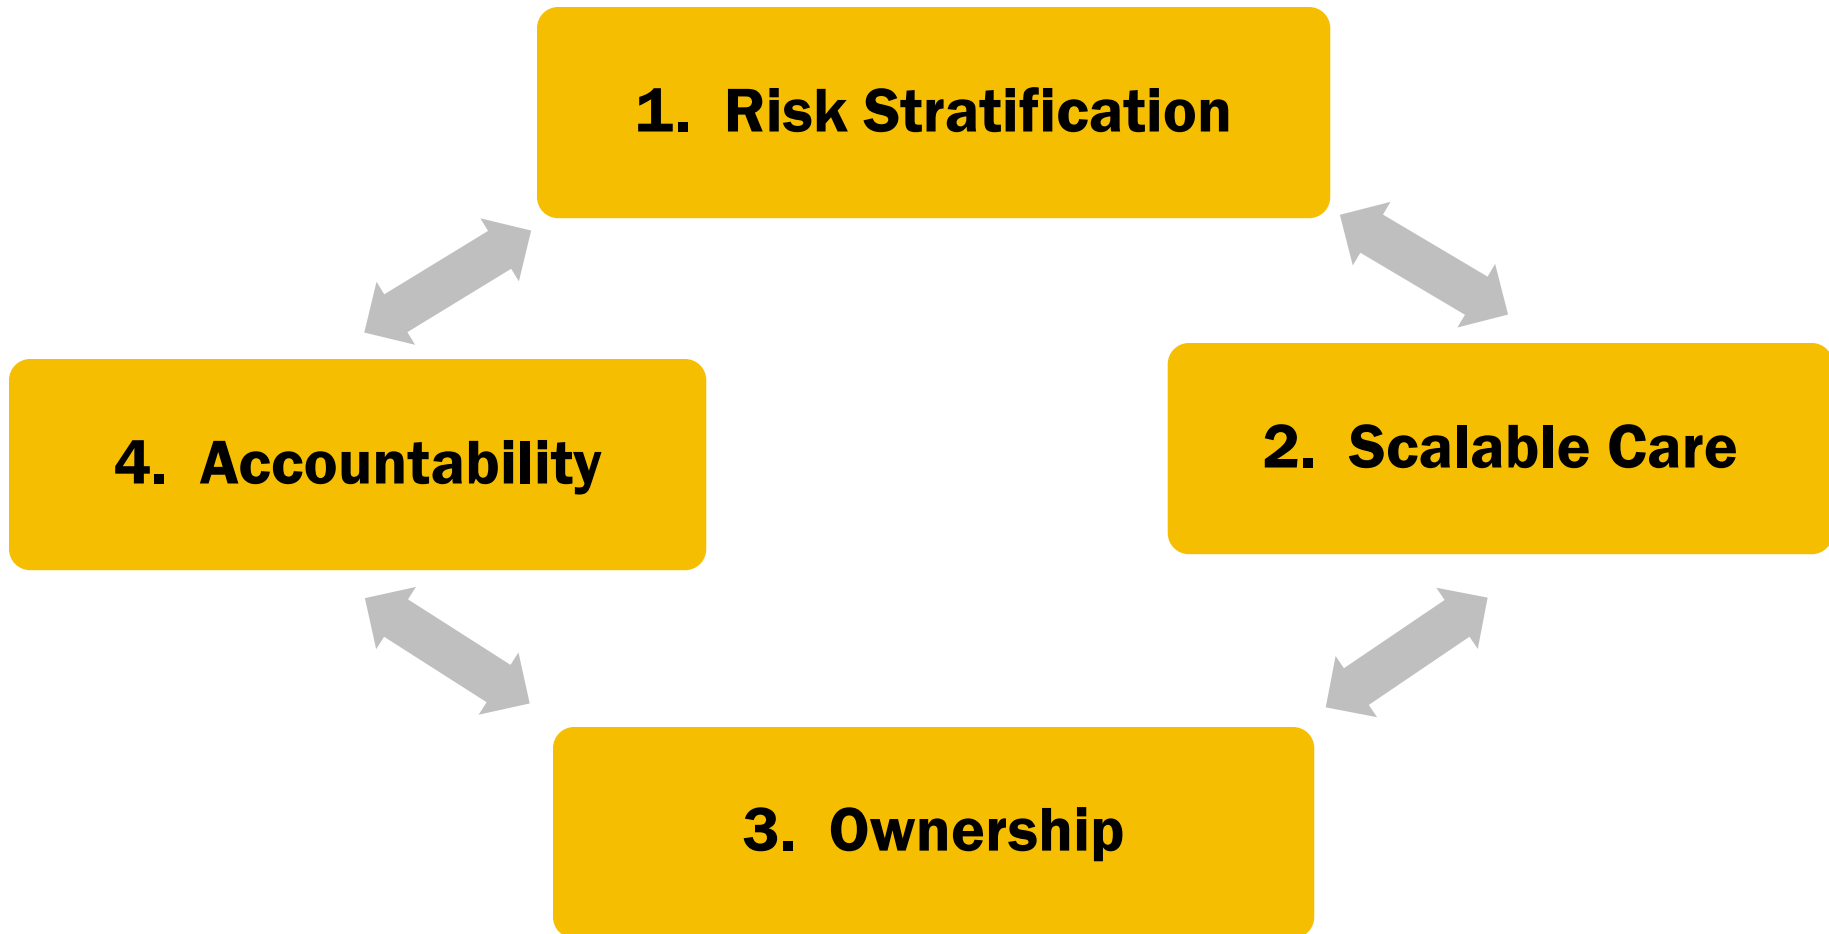 1. Risk Stratification
2. Scalable Care
3. Ownership
4. Accountability